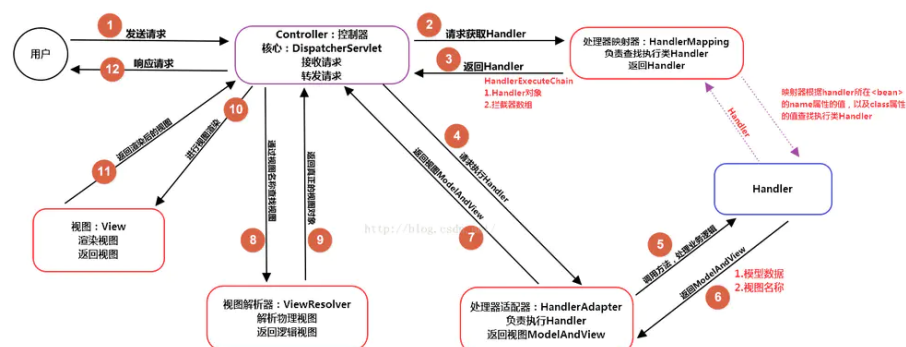 1
发送请求
用户
12
响应请求
Controller：控制器
核心：DispatcherServlet
接收请求
转发请求
2
请求获取Handler
3
返回Handler
HandlerExecuteChain
1.Handler对象
2.拦截器数组
处理器映射器：HandlerMapping
负责查找执行类Handler
返回Handler
Handler
映射器根据handler所在<bean>
的name属性的值，以及class属性
的值查找执行类Handler
10
进行视图渲染
11
返回渲染后的视图
4
请求执行Handler
通过视图名称查找视图
返回真正的视图对象
返回视图ModelAndView
Handler
视图：View
渲染视图
返回视图
8
9
7
5
调用方法，处理业务逻辑
6
返回ModelAndView
1.模型数据
2.视图名称
视图解析器：ViewResolver
解析物理视图
返回逻辑视图
处理器适配器：HandlerAdapter
负责执行Handler
返回视图ModelAndView